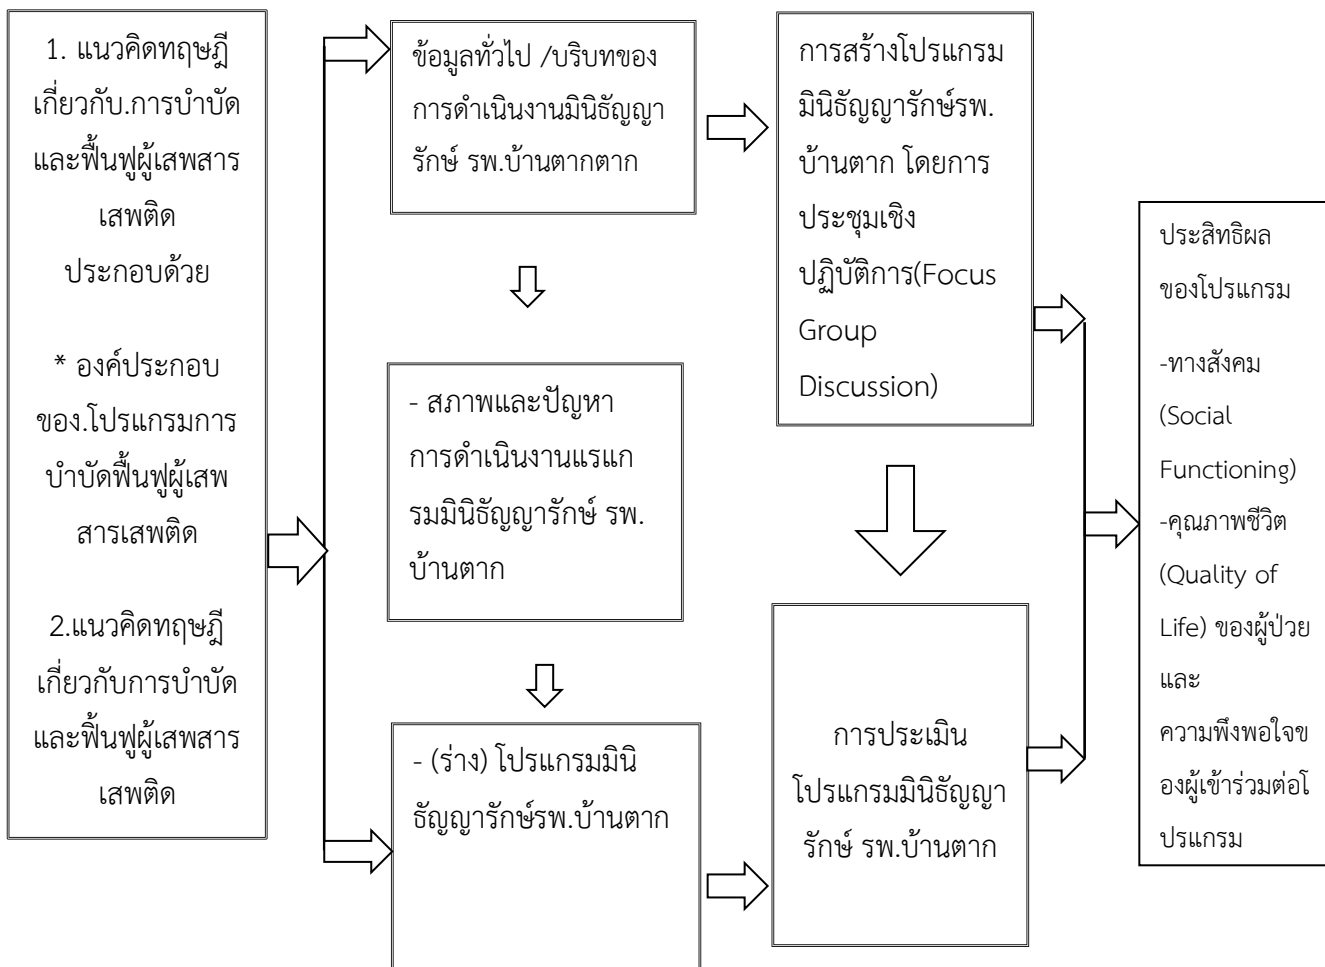 1. แนวคิดทฤษฎี
เกี่ยวกับ.การบำบัด
และฟื้นฟูผู้เสพสาร
เสพติด
ประกอบด้วย
* องค์ประกอบ
ของ.โปรแกรมการ
บำบัดฟื้นฟูผู้เสพ
สารเสพติด
2.แนวคิดทฤษฎี
เกี่ยวกับการบำบัด
และฟื้นฟูผู้เสพสาร
เสพติด
ข้อมูลทั่วไป /บริบทของ
การดำเนินงานมินิธัญญา
รักษ์ รพ.บ้านตากตาก
- สภาพและปัญหา
การดำเนินงานแรแก
รมมินิธัญญารักษ์ รพ.
บ้านตาก
- (ร่าง) โปรแกรมมินิ
ธัญญารักษ์รพ.บ้านตาก
การสร้างโปรแกรม
มินิธัญญารักษ์รพ.
บ้านตาก โดยการ
ประชุมเชิง
ปฏิบัติการ(Focus
Group
Discussion)
การประเมิน
โปรแกรมมินิธัญญา
รักษ์ รพ.บ้านตาก
ประสิทธิผล
ของโปรแกรม
-ทางสังคม
(Social
Functioning)
-คุณภาพชีวิต
(Quality of
Life) ของผู้ป่วย
และ
ความพึงพอใจข
องผู้เข้าร่วมต่อโ
ปรแกรม